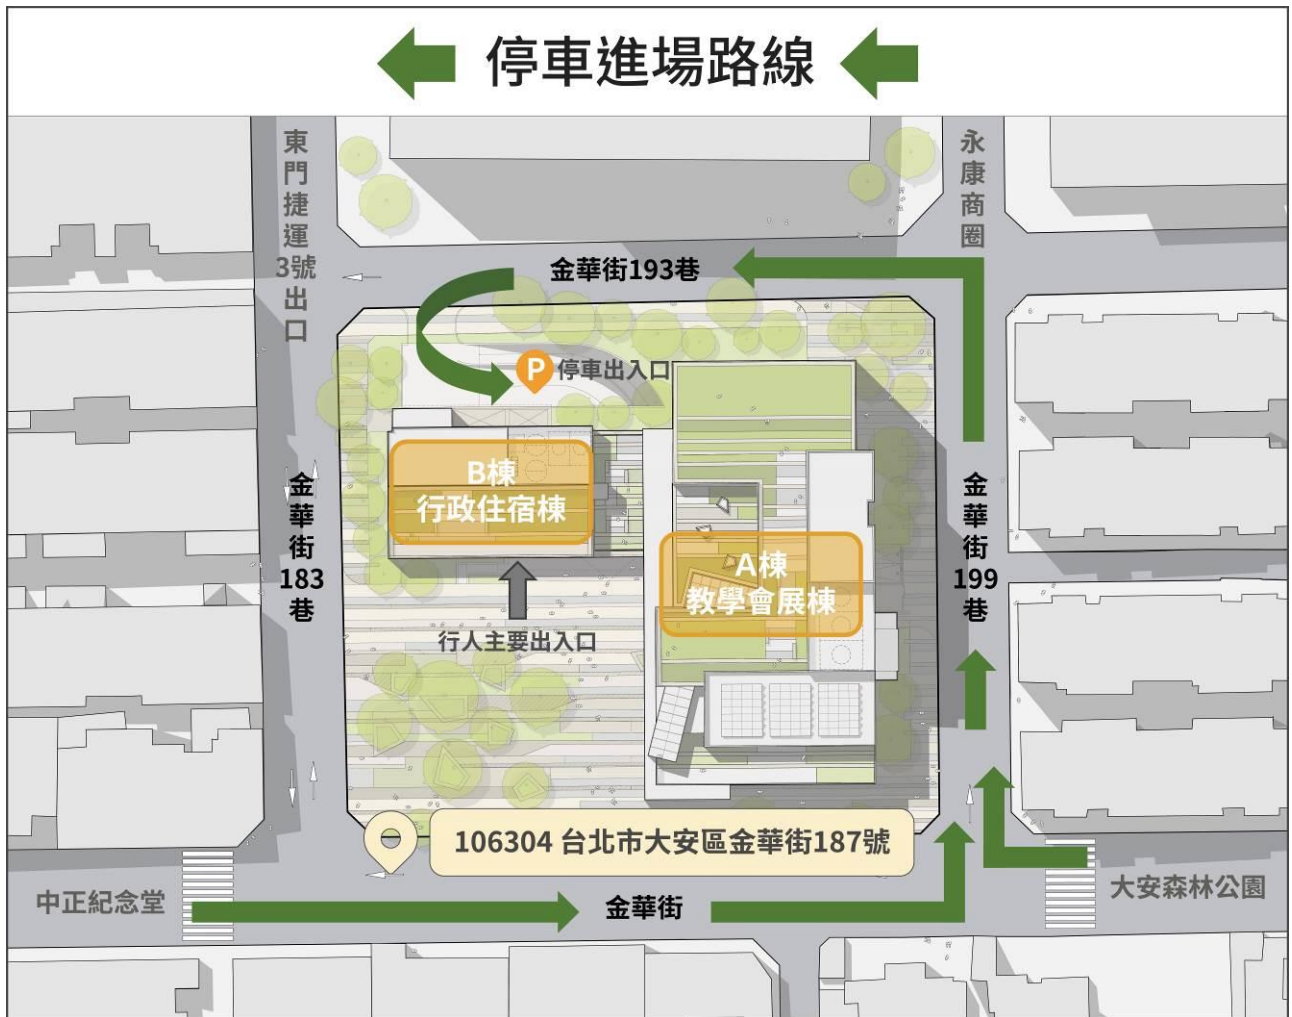 停車進場路線
東門捷運3號出口
永康商圈
金華街193巷
P 停車出入口
B棟
行政住宿棟
金華街183巷
金華街199巷
A棟
教學會展棟
行人主要出入口
106304 台北市大安區金華街187號
中正紀念堂
金華街
大安森林公園